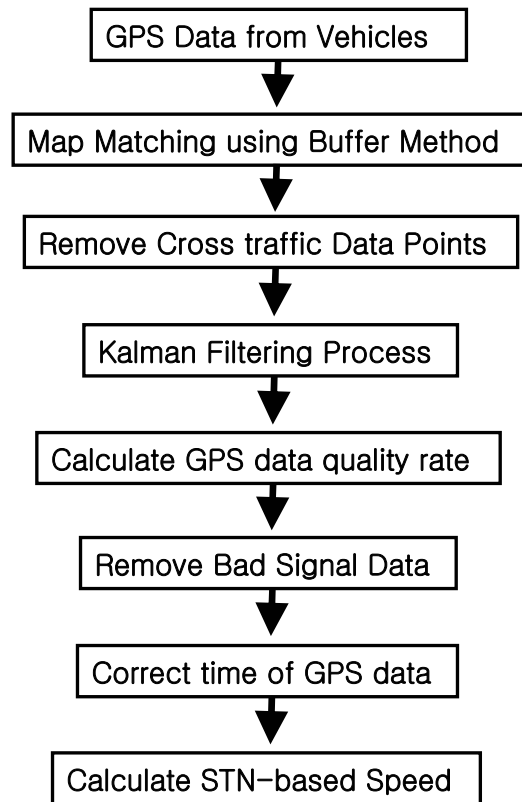 GPS Data from Vehicles
Map Matching using Buffer Method
Remove Cross traffic Data Points
Kalman Filtering Process
Calculate GPS data quality rate
Remove Bad Signal Data
Correct time of GPS data
Calculate STN-based Speed